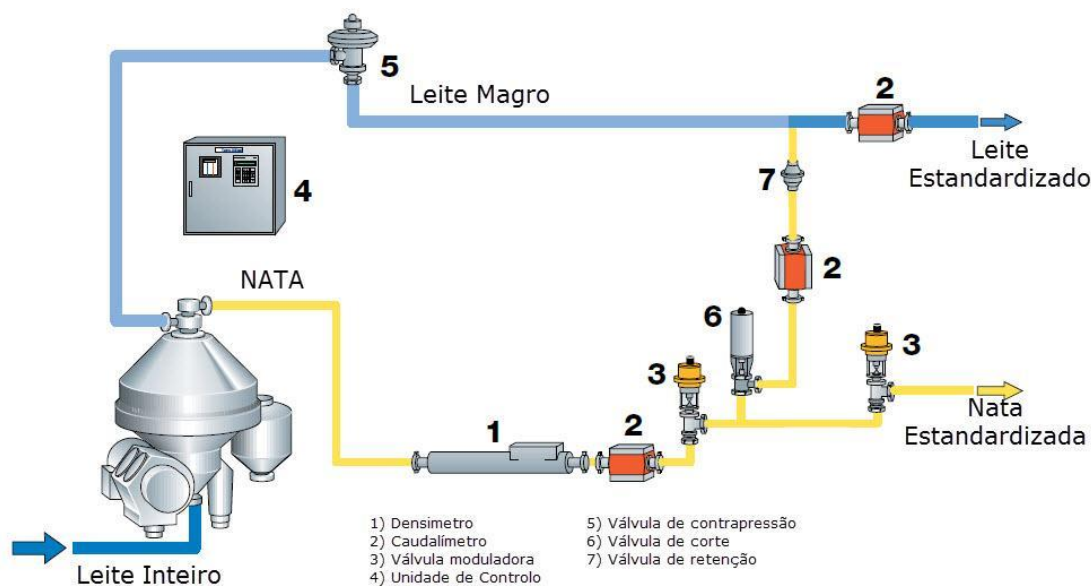 5
Leite Magro
2
Leite
Estandardizado
4
7
NATA
2
6
3
3
Nata
Estandardizada
1
2
1) Densimetro
2) Caudalímetro
3) Válvula moduladora
4) Unidade de Controlo
5) Válvula de contrapressão
6) Válvula de corte
7) Válvula de retenção
Leite Inteiro